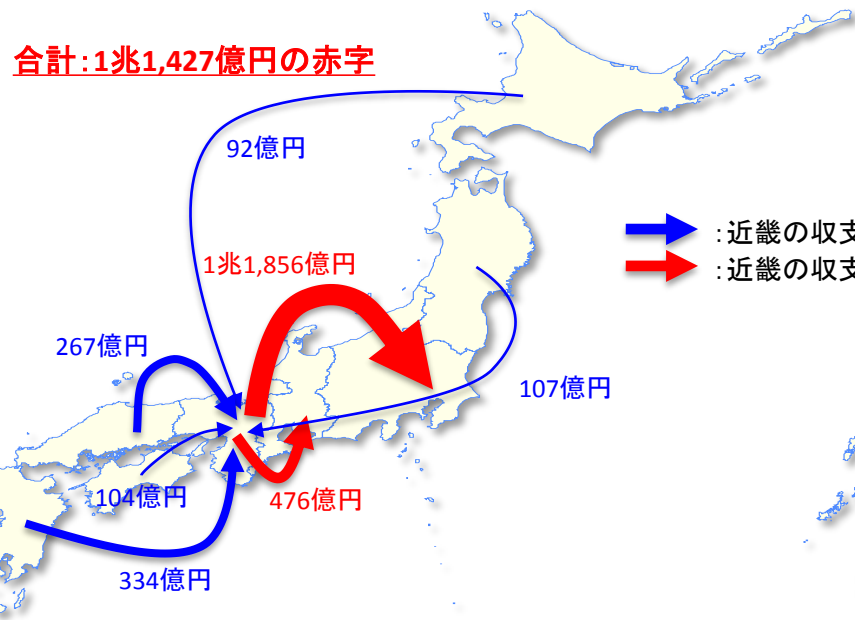 合計:1兆1,427億円の赤字
92億円
:近畿の収支
1兆1,856億円
:近畿の収支
267億円
107億円
104億円
476億円
334億円